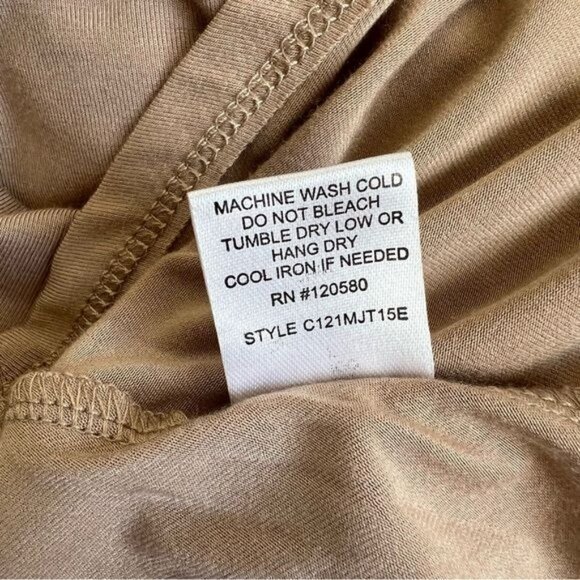 MACHINE WASH COLD
DO NOT BLEACH
TUMBLE DRY LOW OR
HANG DRY
COOL IRON IF NEEDED
RN #120580
STYLE C121MJT15E